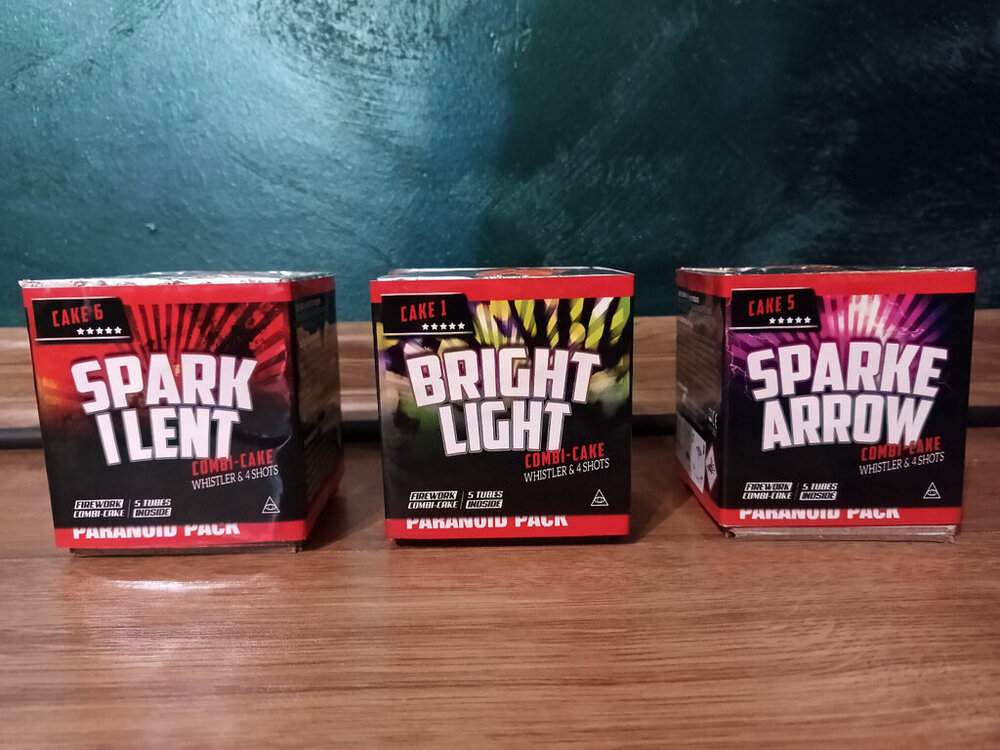 CAKE 6
SPARK
ILENT
COMBI-CAKE
WHISTLER & 4 SHOTS
FIREWORK
COMBI-CAKE
5 TUBES
INSIDE
PARANOID PACK
CAKE 1
BRIGHT
LIGHT
COMBI-CAKE
WHISTLER & 4 SHOTS
FIREWORK
COMBI-CAKE
5 TUBES
INOSIDE
PARANOID PACK
CAKE 5
SPARKE
ARROW
COMBI-CAKE
WHISTLER & 4 SHOTS
FIREWORK
COMBI-CAKE
5 TUBES
INSIDE
PARANOID PACK